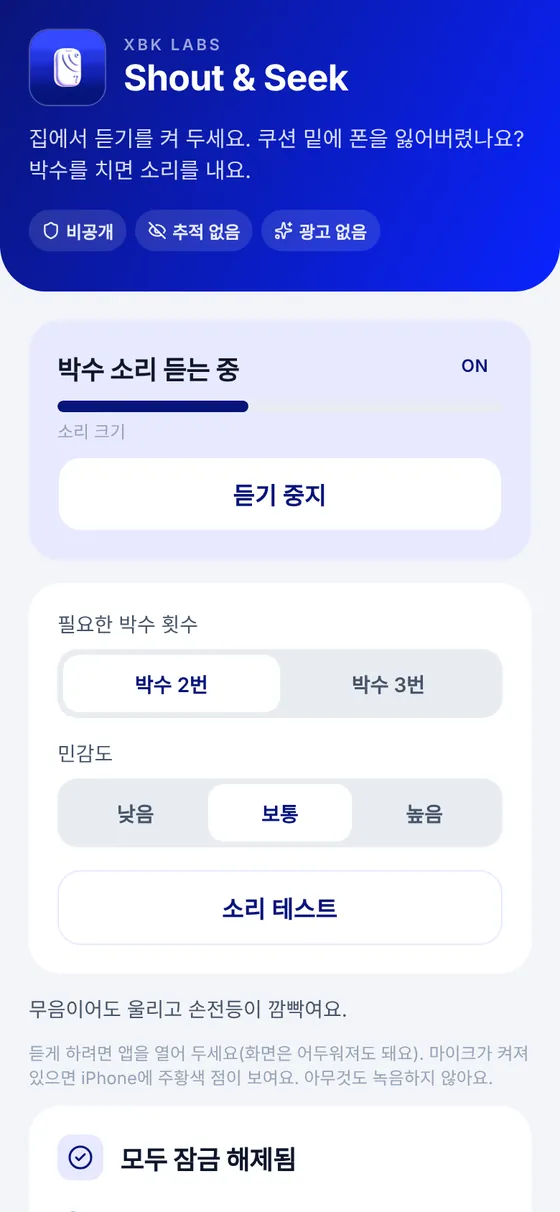 XBK LABS
Shout & Seek
집에서 듣기를 켜 두세요. 쿠션 밑에 폰을 잃어버렸나요?
박수를 치면 소리를 내요.
비공개
추적 없음
광고 없음
박수 소리 듣는 중
ON
소리 크기
듣기 중지
필요한 박수 횟수
박수 2번
박수 3번
민감도
낮음
보통
높음
소리 테스트
무음이어도 울리고 손전등이 깜빡여요.
듣게 하려면 앱을 열어 두세요(화면은 어두워져도 돼요). 마이크가 켜져
있으면 iPhone에 주황색 점이 보여요. 아무것도 녹음하지 않아요.
모두 잠금 해제됨